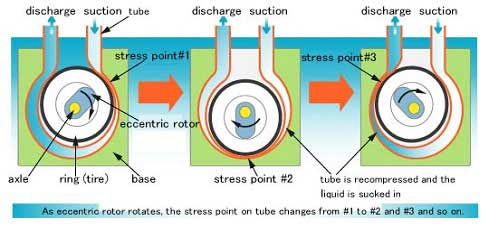 discharge suction tube
discharge suction
discharge suction
stress point#1
stress point#3
eccentric rotor
axle
ring (tire)
base
stress point #2
tube is recompressed and the
liquid is sucked in
As eccentric rotor rotates, the stress point on tube changes from #1 to #2 and #3 and so on.